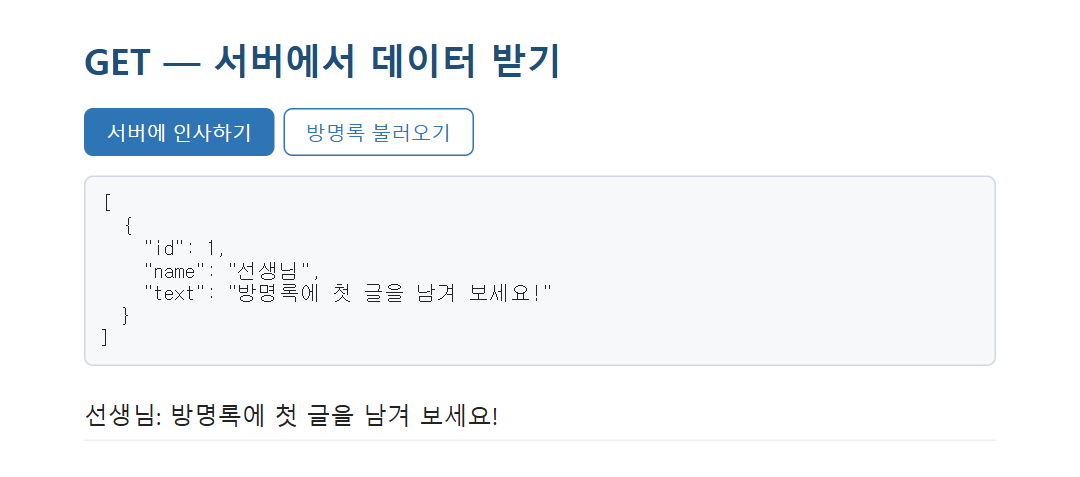 GET — 서버에서 데이터 받기
서버에 인사하기 방명록 불러오기
[
  {
    "id": 1,
    "name": "선생님",
    "text": "방명록에 첫 글을 남겨 보세요!"
  }
]
선생님: 방명록에 첫 글을 남겨 보세요!